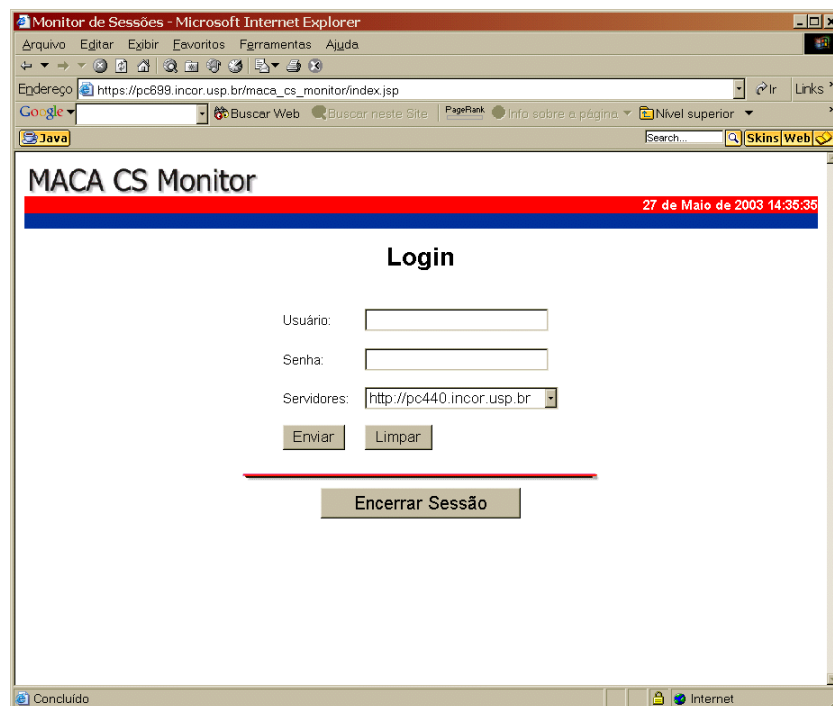 Monitor de Sessões - Microsoft Internet Explorer
Arquivo Editar Exibir Favoritos Ferramentas Ajuda
Endereço https://pc699.incor.usp.br/maca_cs_monitor/index.jsp Ir Links
Google Buscar Web Buscar neste Site PageRank Info sobre a página Nível superior
Java Search... Skins Web
MACA CS Monitor
27 de Maio de 2003 14:35:35
Login
Usuário:
Senha:
Servidores: http://pc440.incor.usp.br
Enviar Limpar
Encerrar Sessão
Concluído Internet